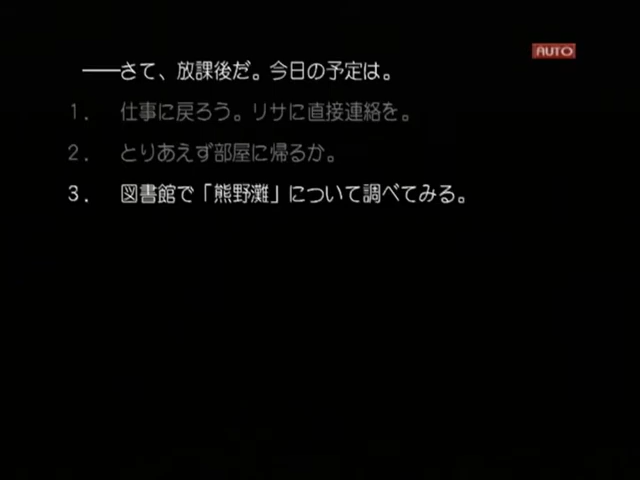 AUTO
――さて、放課後だ。今日の予定は。
1. 仕事に戻ろう。リサに直接連絡を。
2. とりあえず部屋に帰るか。
3. 図書館で「熊野灘」について調べてみる。